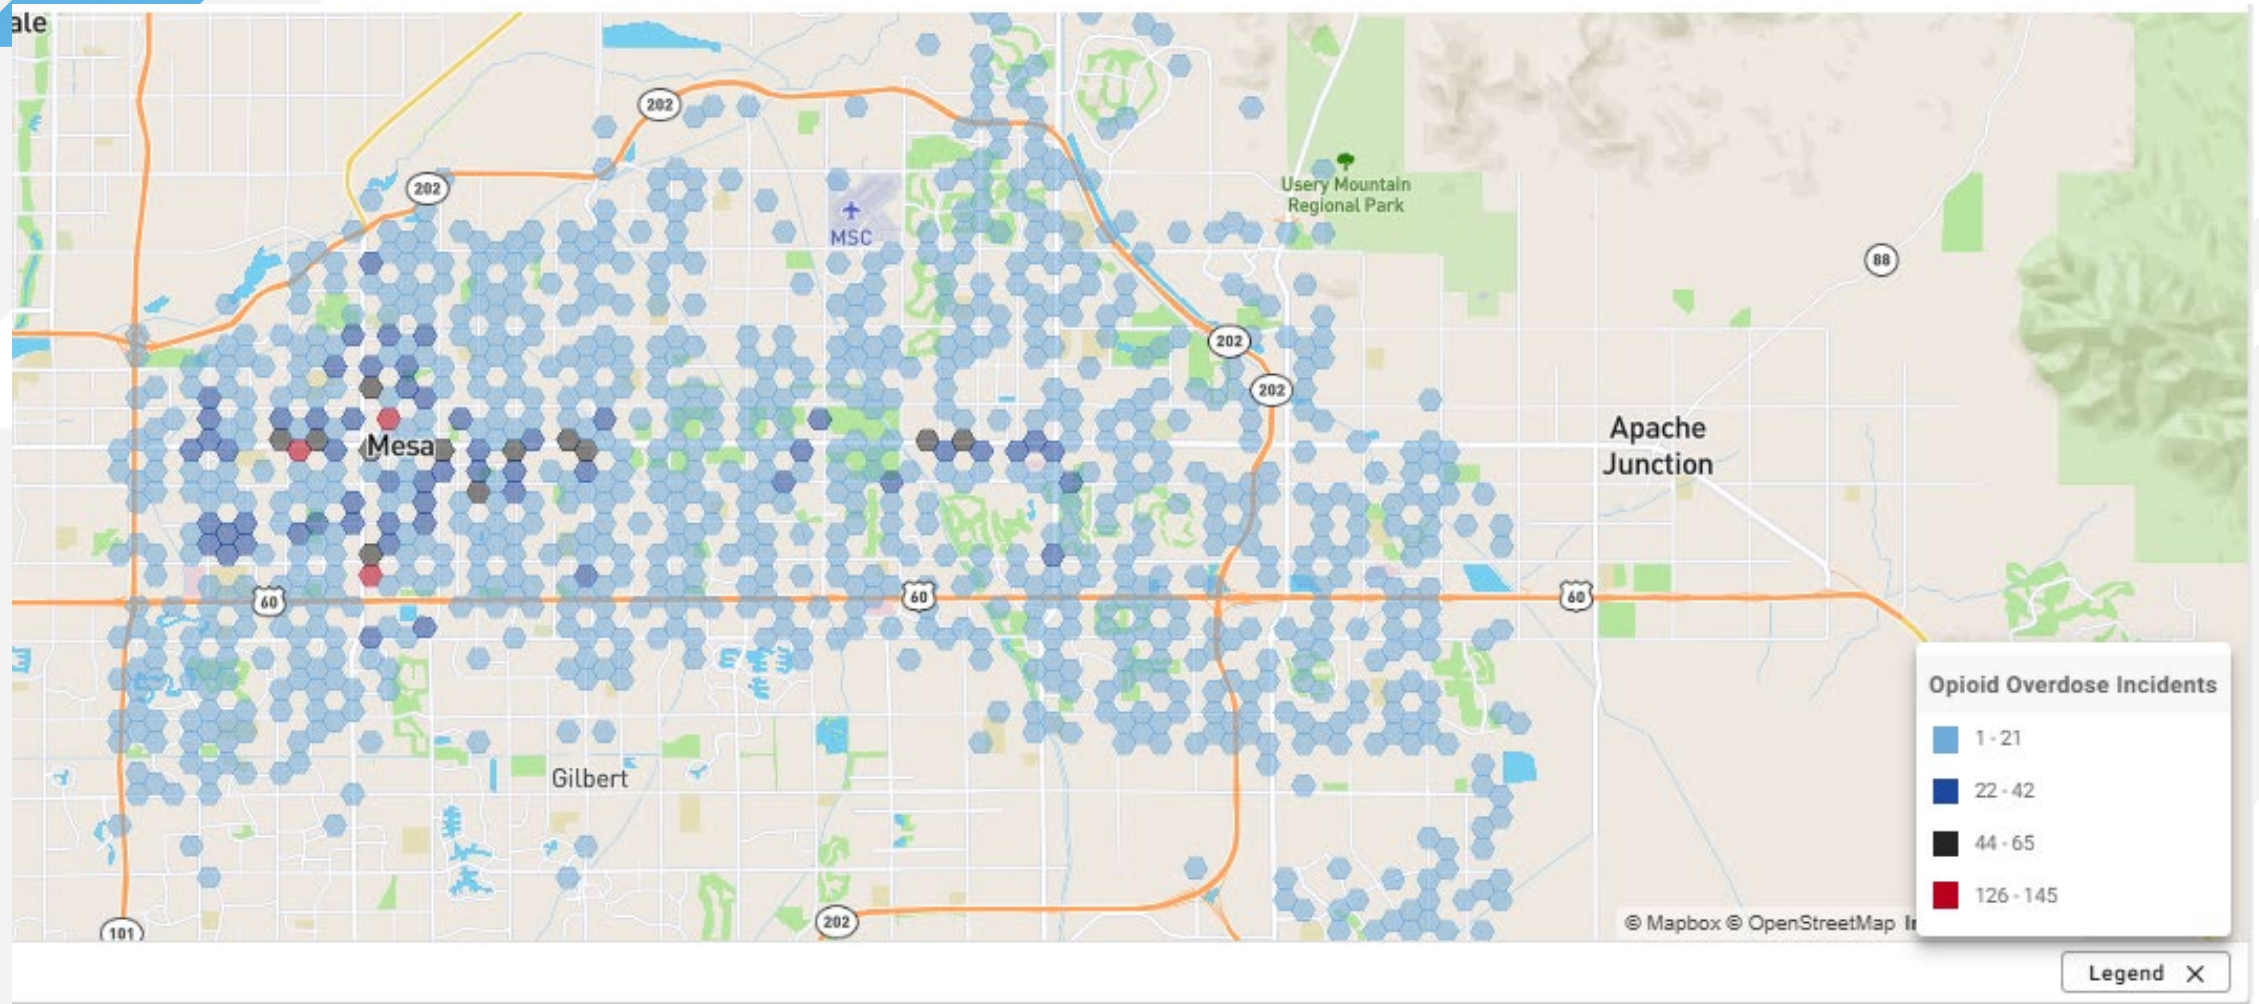 ale
202
202
Usery Mountain
Regional Park
MSC
88
202
202
Mesa
Apache
Junction
60
60
60
Gilbert
101
202
Opioid Overdose Incidents
1 - 21
22 - 42
44 - 65
126 - 145
© Mapbox © OpenStreetMap
Legend